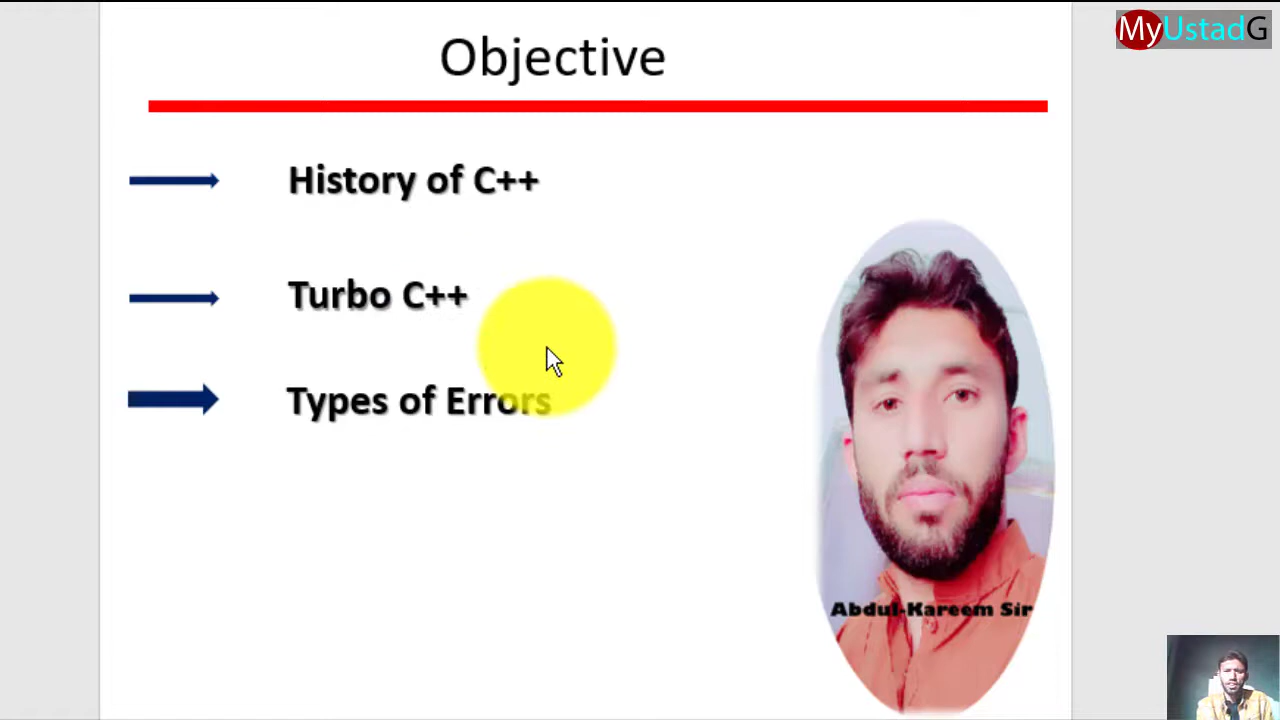 Objective
MyUstadG
History of C++
Turbo C++
Types of Errors
Abdul-Kareem Sir